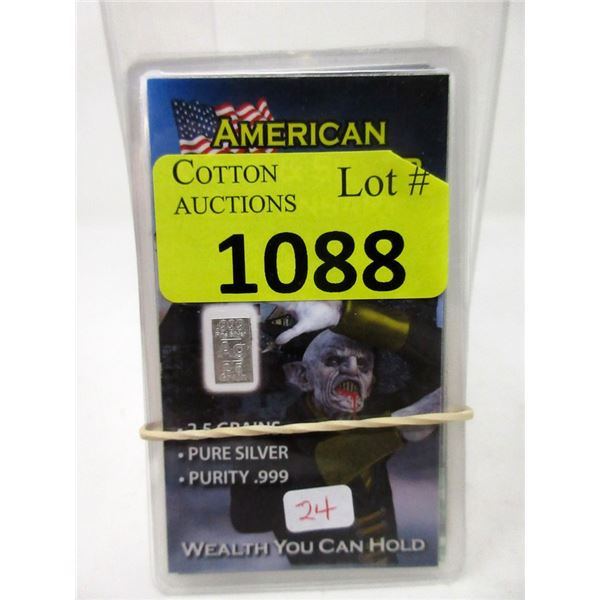 AMERICAN
COTTON
AUCTIONS
Lot #
1088
• 2.5 GRAINS
• PURE SILVER
• PURITY .999
24
WEALTH YOU CAN HOLD